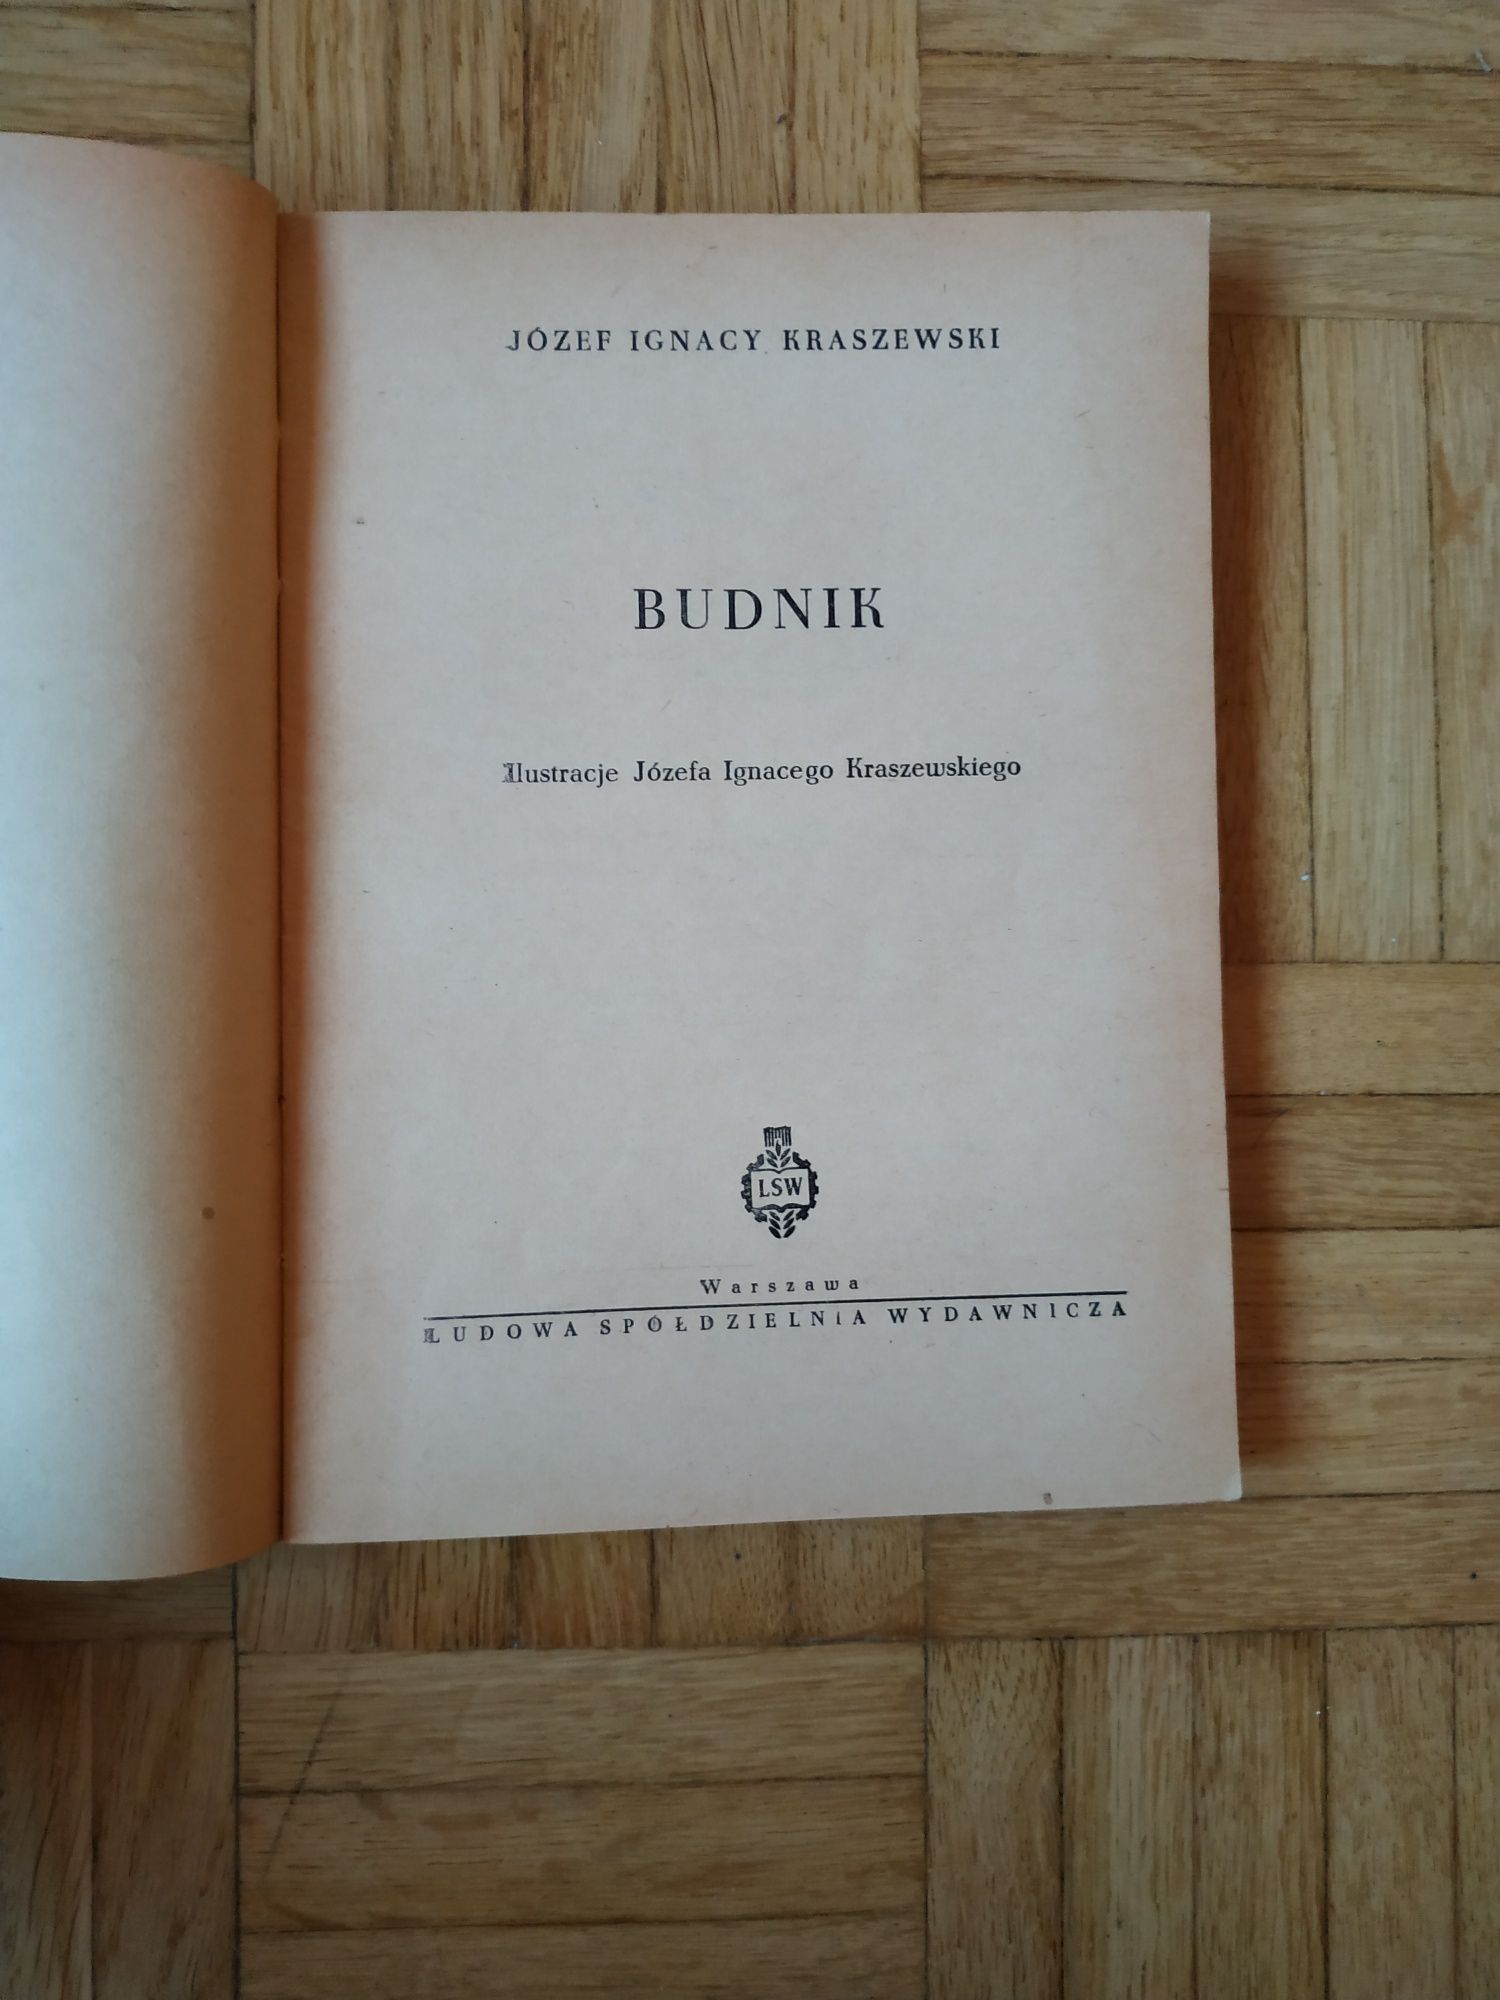 JÓZEF IGNACY KRASZEWSKI
BUDNIK
Ilustracje Józefa Ignacego Kraszewskiego
LSW
Warszawa
LUDOWA SPÓŁDZIELNIA WYDAWNICZA